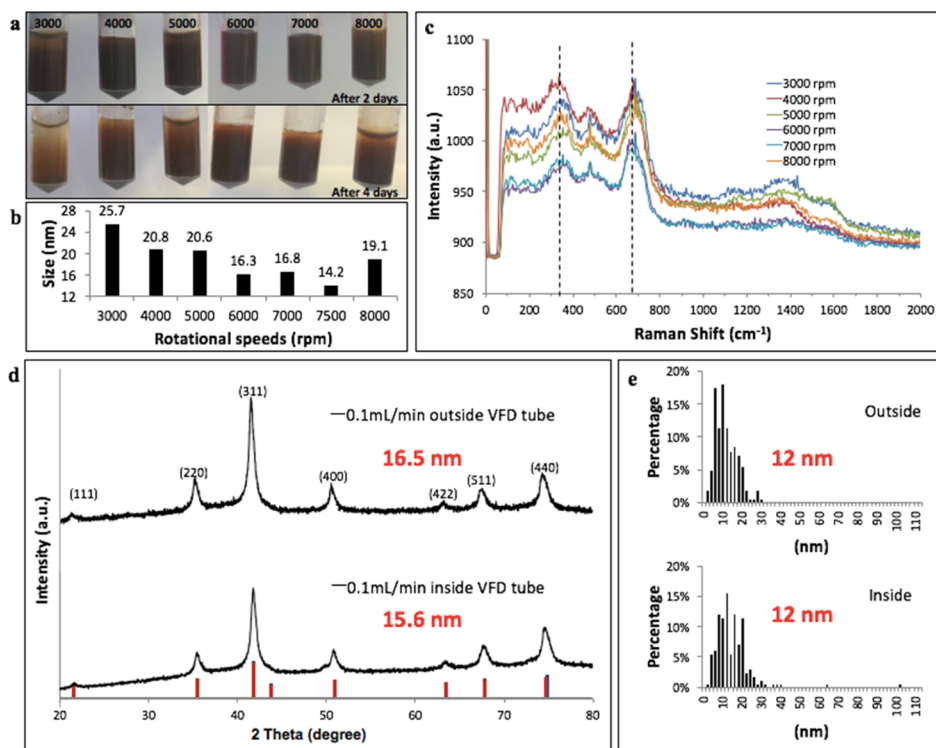 a
3000 4000 5000 6000 7000 8000
After 2 days
After 4 days
b
Size (nm)
28
24
20
16
12
25.7
20.8
20.6
16.3
16.8
14.2
19.1
3000 4000 5000 6000 7000 7500 8000
Rotational speeds (rpm)
c
Intensity (a.u.)
1100
1050
1000
950
900
850
3000 rpm
4000 rpm
5000 rpm
6000 rpm
7000 rpm
8000 rpm
0 200 400 600 800 1000 1200 1400 1600 1800 2000
Raman Shift (cm⁻¹)
d
Intensity (a.u.)
(111)
(220)
(311)
(400)
(422)
(511)
(440)
0.1mL/min outside VFD tube
16.5 nm
0.1mL/min inside VFD tube
15.6 nm
20 30 40 50 60 70 80
2 Theta (degree)
e
Percentage
20%
15%
10%
5%
0%
Outside
12 nm
0 10 20 30 40 50 60 70 80 90 100 110
(nm)
Percentage
20%
15%
10%
5%
0%
Inside
12 nm
0 10 20 30 40 50 60 70 80 90 100 110
(nm)